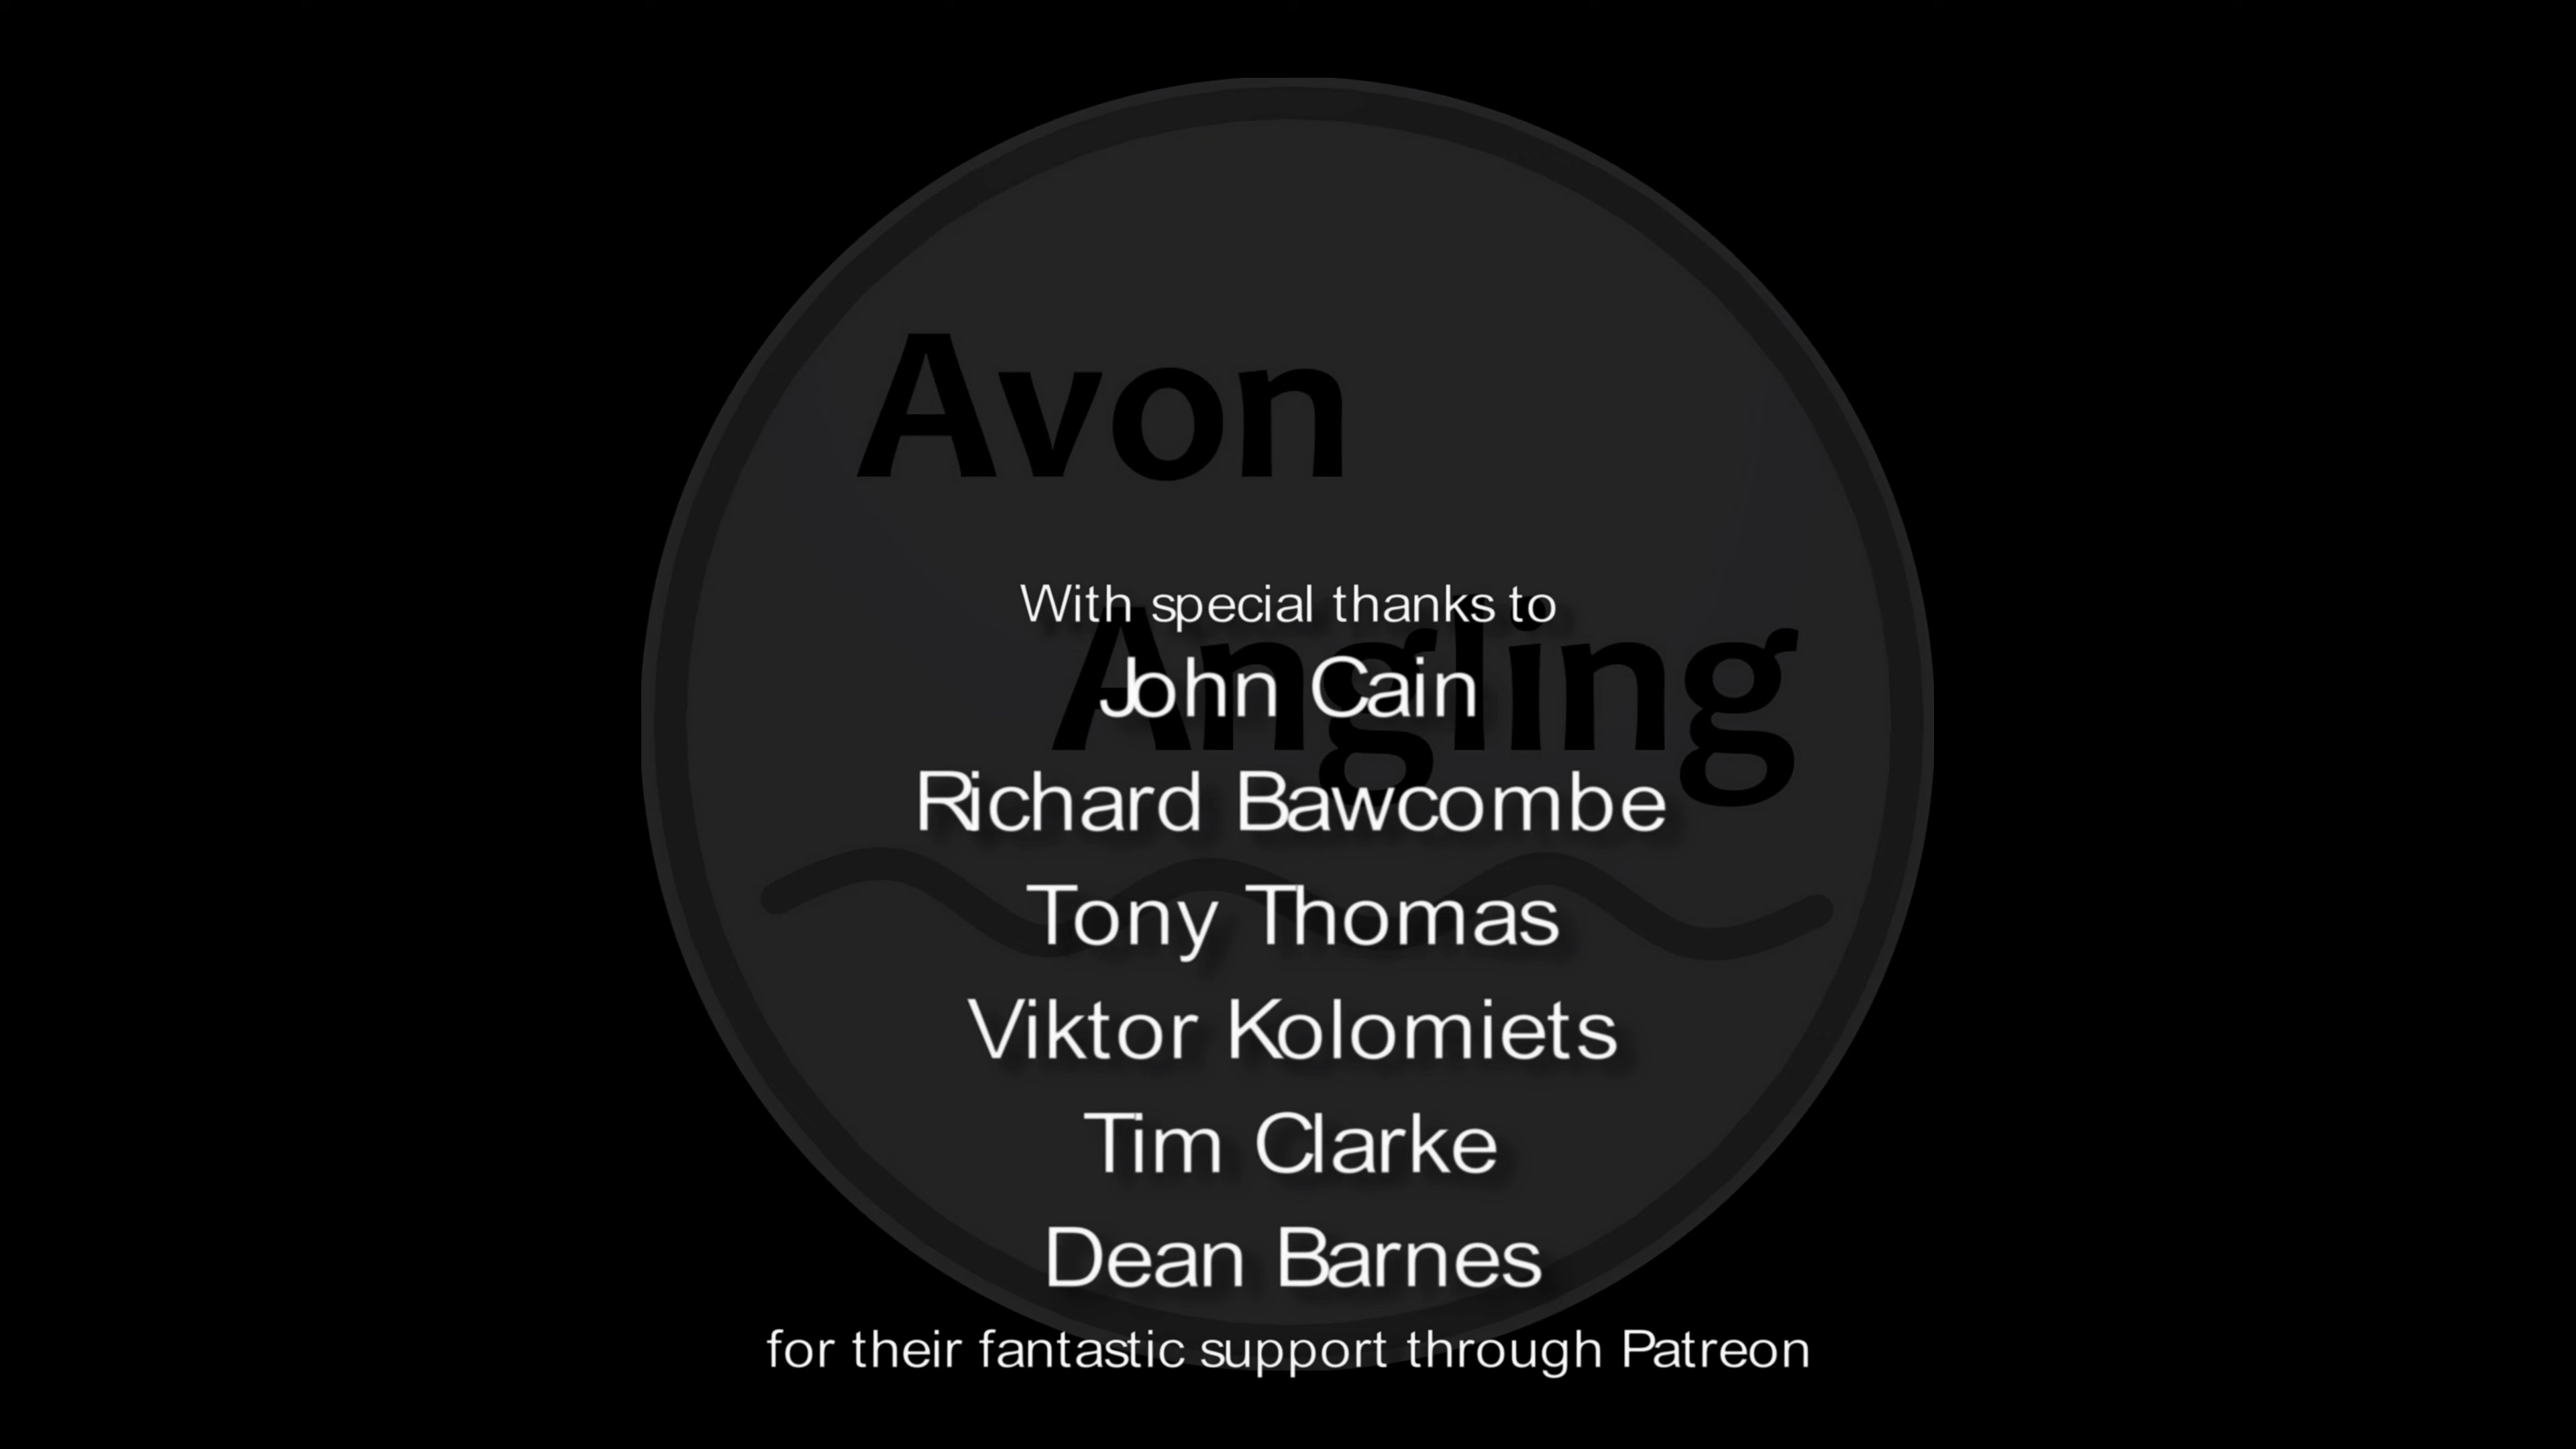 Avon
Angling
With special thanks to
John Cain
Richard Bawcombe
Tony Thomas
Viktor Kolomiets
Tim Clarke
Dean Barnes
for their fantastic support through Patreon